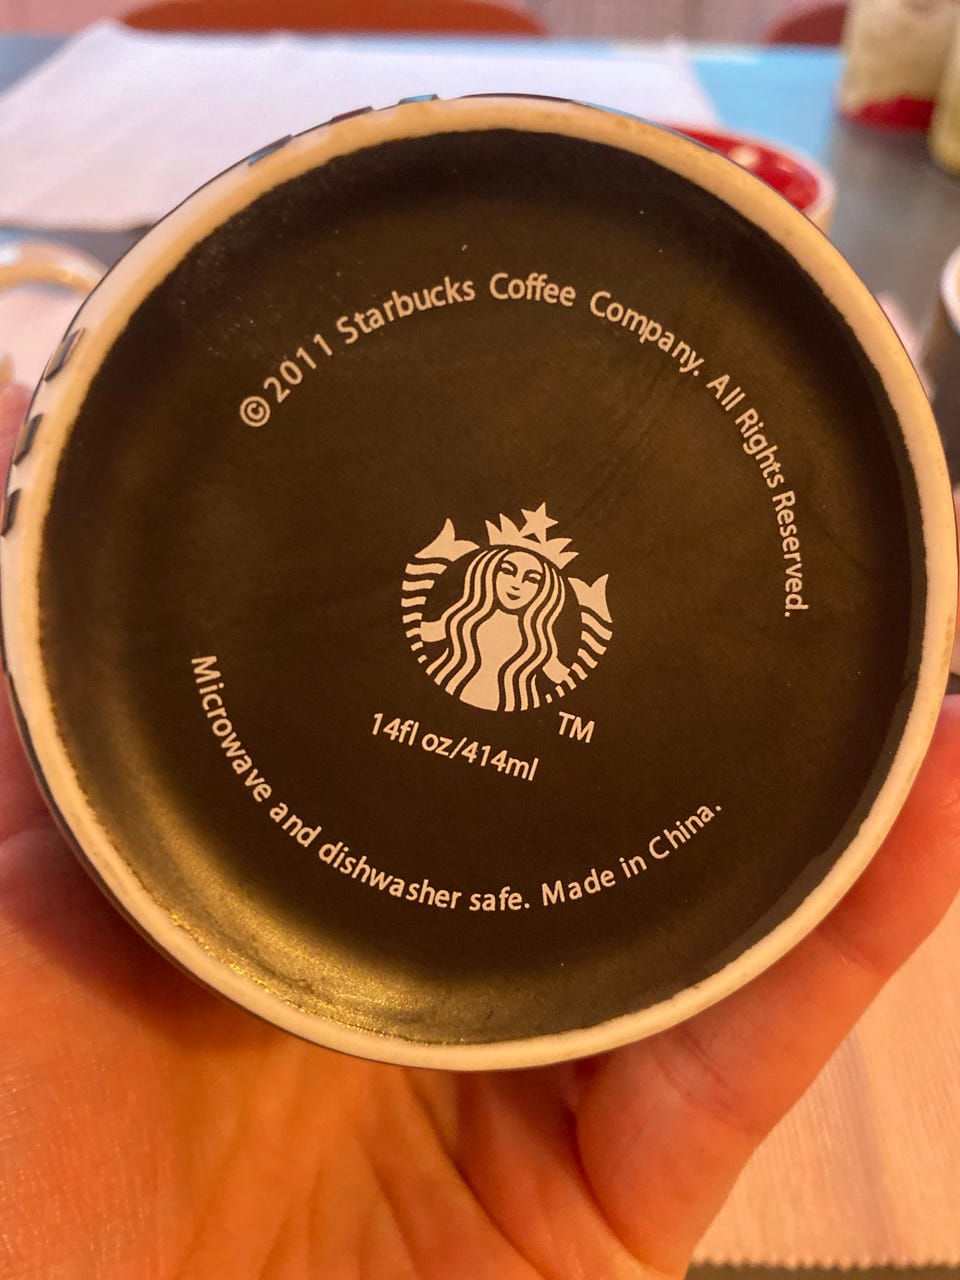 © 2011 Starbucks Coffee Company. All Rights Reserved.
TM
14fl oz/414ml
Microwave and dishwasher safe. Made in China.